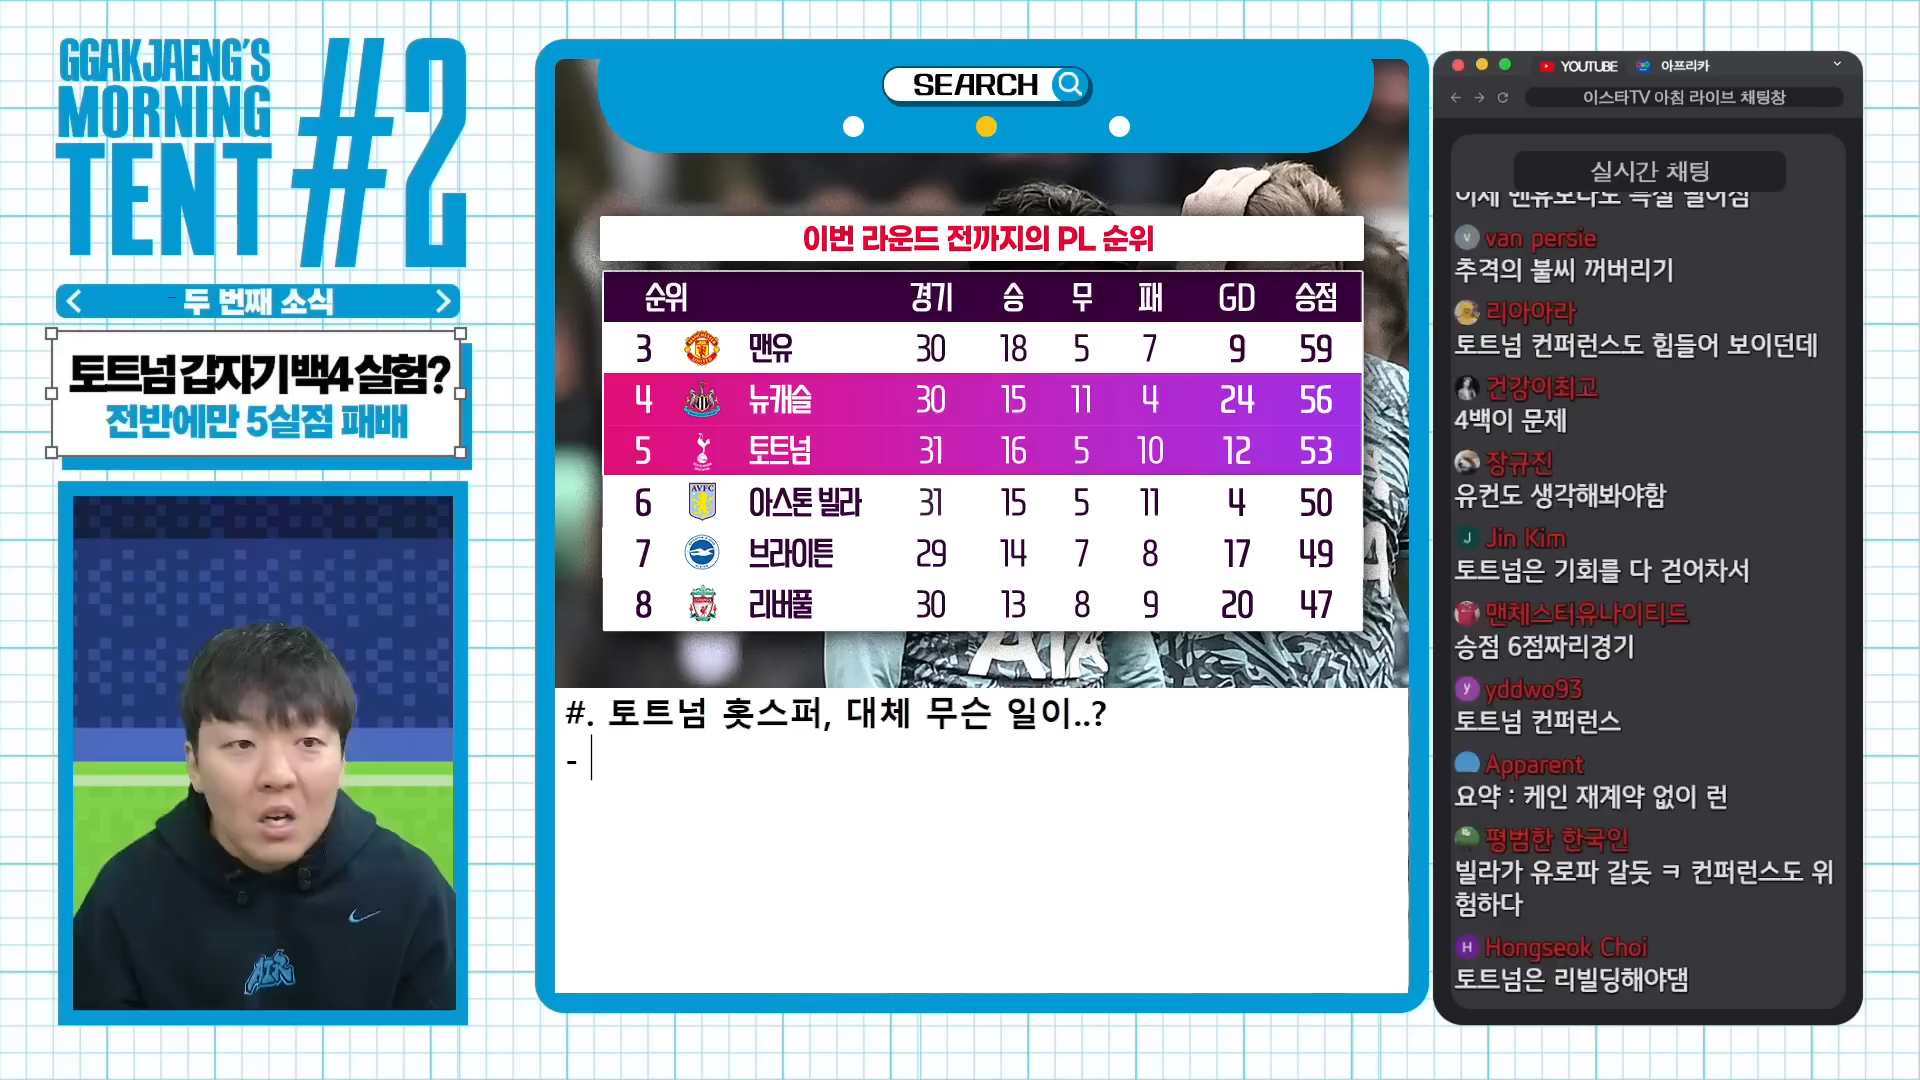 GGAKJAENG'S
MORNING
TENT
#2
두 번째 소식
토트넘 갑자기 백4 실험?
전반에만 5실점 패배
SEARCH
이번 라운드 전까지의 PL 순위
순위 경기 승 무 패 GD 승점
3 맨유 30 18 5 7 9 59
4 뉴캐슬 30 15 11 4 24 56
5 토트넘 31 16 5 10 12 53
6 AVFC 아스톤 빌라 31 15 5 11 4 50
7 브라이튼 29 14 7 8 17 49
8 리버풀 30 13 8 9 20 47
AIA
#. 토트넘 홋스퍼, 대체 무슨 일이..?
-
YOUTUBE 아프리카
이스타TV 아침 라이브 채팅창
실시간 채팅
van persie
추격의 불씨 꺼버리기
리아아라
토트넘 컨퍼런스도 힘들어 보이던데
건강이최고
4백이 문제
장규진
유컨도 생각해봐야함
J Jin Kim
토트넘은 기회를 다 걷어차서
맨체스터유나이티드
승점 6점짜리경기
y yddwo93
토트넘 컨퍼런스
Apparent
요약 : 케인 재계약 없이 런
평범한 한국인
빌라가 유로파 갈듯 ㅋ 컨퍼런스도 위
험하다
H Hongseok Choi
토트넘은 리빌딩해야댐